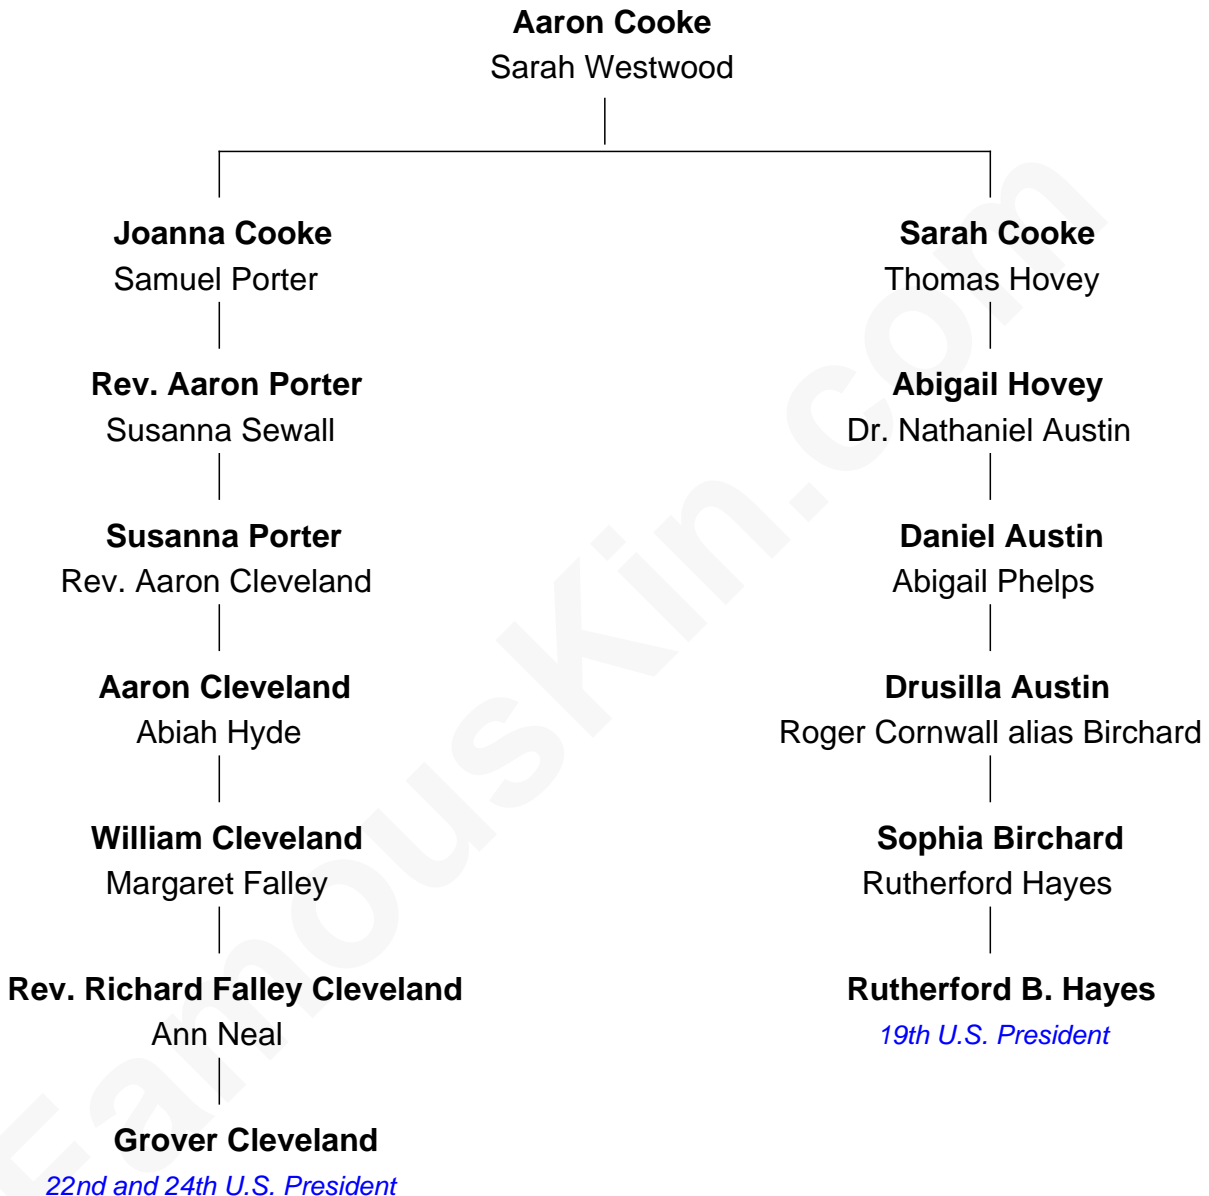 Aaron Cooke
Sarah Westwood
Joanna Cooke
Samuel Porter
Sarah Cooke
Thomas Hovey
Rev. Aaron Porter
Susanna Sewall
Abigail Hovey
Dr. Nathaniel Austin
Susanna Porter
Rev. Aaron Cleveland
Daniel Austin
Abigail Phelps
Aaron Cleveland
Abiah Hyde
Drusilla Austin
Roger Cornwall alias Birchard
William Cleveland
Margaret Falley
Sophia Birchard
Rutherford Hayes
Rev. Richard Falley Cleveland
Ann Neal
Rutherford B. Hayes
19th U.S. President
Grover Cleveland
22nd and 24th U.S. President
FamousKin.com